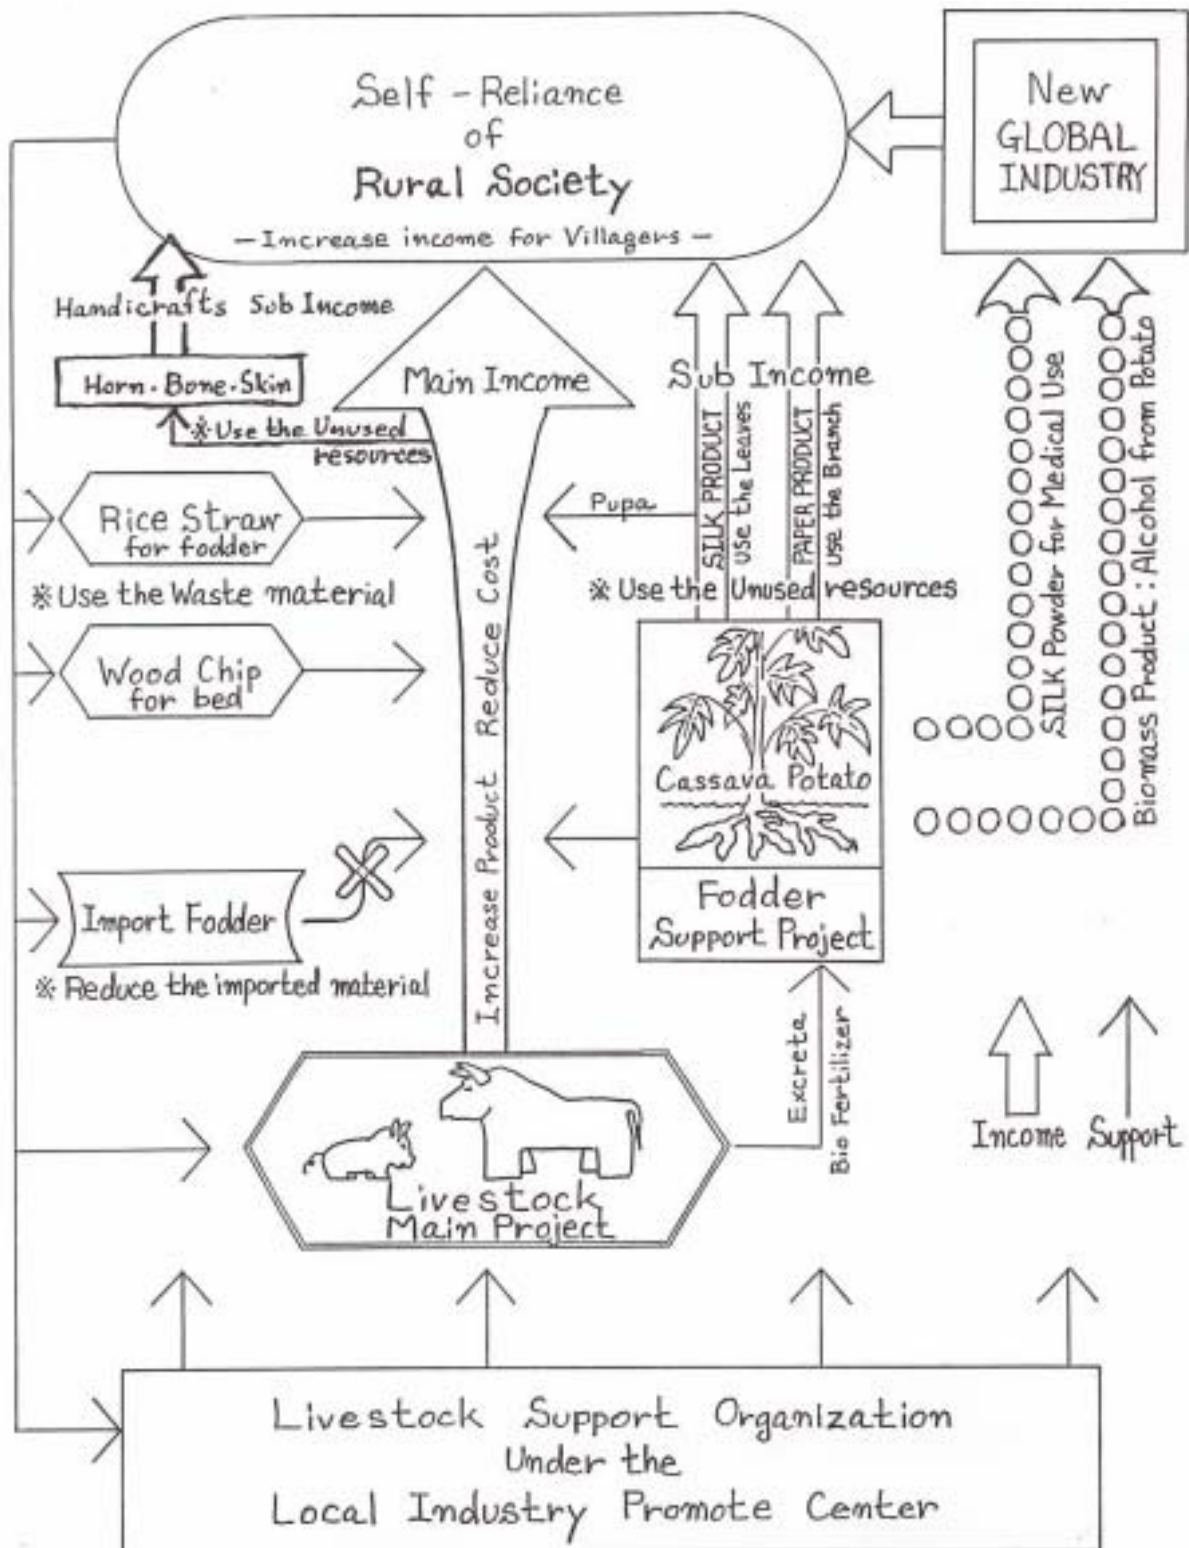 Self-Reliance
of
Rural Society
—Increase income for Villagers—
New
GLOBAL
INDUSTRY
Handicrafts Sub Income
Horn・Bone・Skin
※Use the Unused
resources
Main Income
Sub Income
SILK PRODUCT
Use the Leaves
PAPER PRODUCT
Use the Branch
Pupa
※Use the Unused resources
SILK Powder for Medical Use
Biomass Product : Alcohol from Potato
Rice Straw
for fodder
※Use the Waste material
Wood Chip
for bed
Increase Product Reduce Cost
Cassava Potato
Fodder
Support Project
Import Fodder
※Reduce the imported material
Excreta
Bio Fertilizer
Income
Support
Livestock
Main Project
Livestock Support Organization
Under the
Local Industry Promote Center